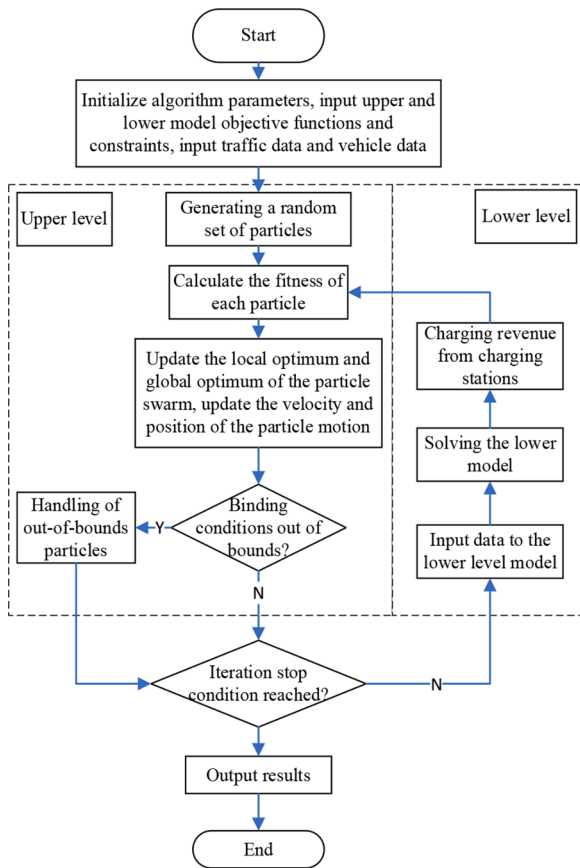 Start
Initialize algorithm parameters, input upper and
lower model objective functions and
constraints, input traffic data and vehicle data
Upper level
Generating a random
set of particles
Lower level
Calculate the fitness of
each particle
Update the local optimum and
global optimum of the particle
swarm, update the velocity and
position of the particle motion
Charging revenue
from charging
stations
Solving the lower
model
Input data to the
lower level model
Binding
conditions out of
bounds?
Y
Handling of
out-of-bounds
particles
N
Iteration stop
condition reached?
N
Output results
End